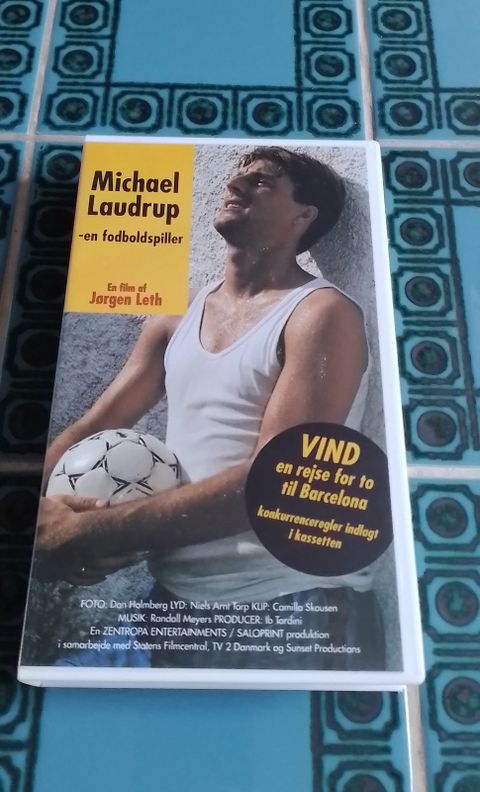 Michael
Laudrup
-en fodboldspiller
En film af
Jørgen Leth
VIND
en rejse for to
til Barcelona
konkurrenceregler indlagt
i kassetten
FOTO: Dan Holmberg LYD: Niels Arnt Torp KLIP: Camilla Skousen
MUSIK: Randall Meyers PRODUCER: Ib Tardini
En ZENTROPA ENTERTAINMENTS / SALOPRINT produktion
i samarbejde med Statens Filmcentral, TV 2 Danmark og Sunset Productions